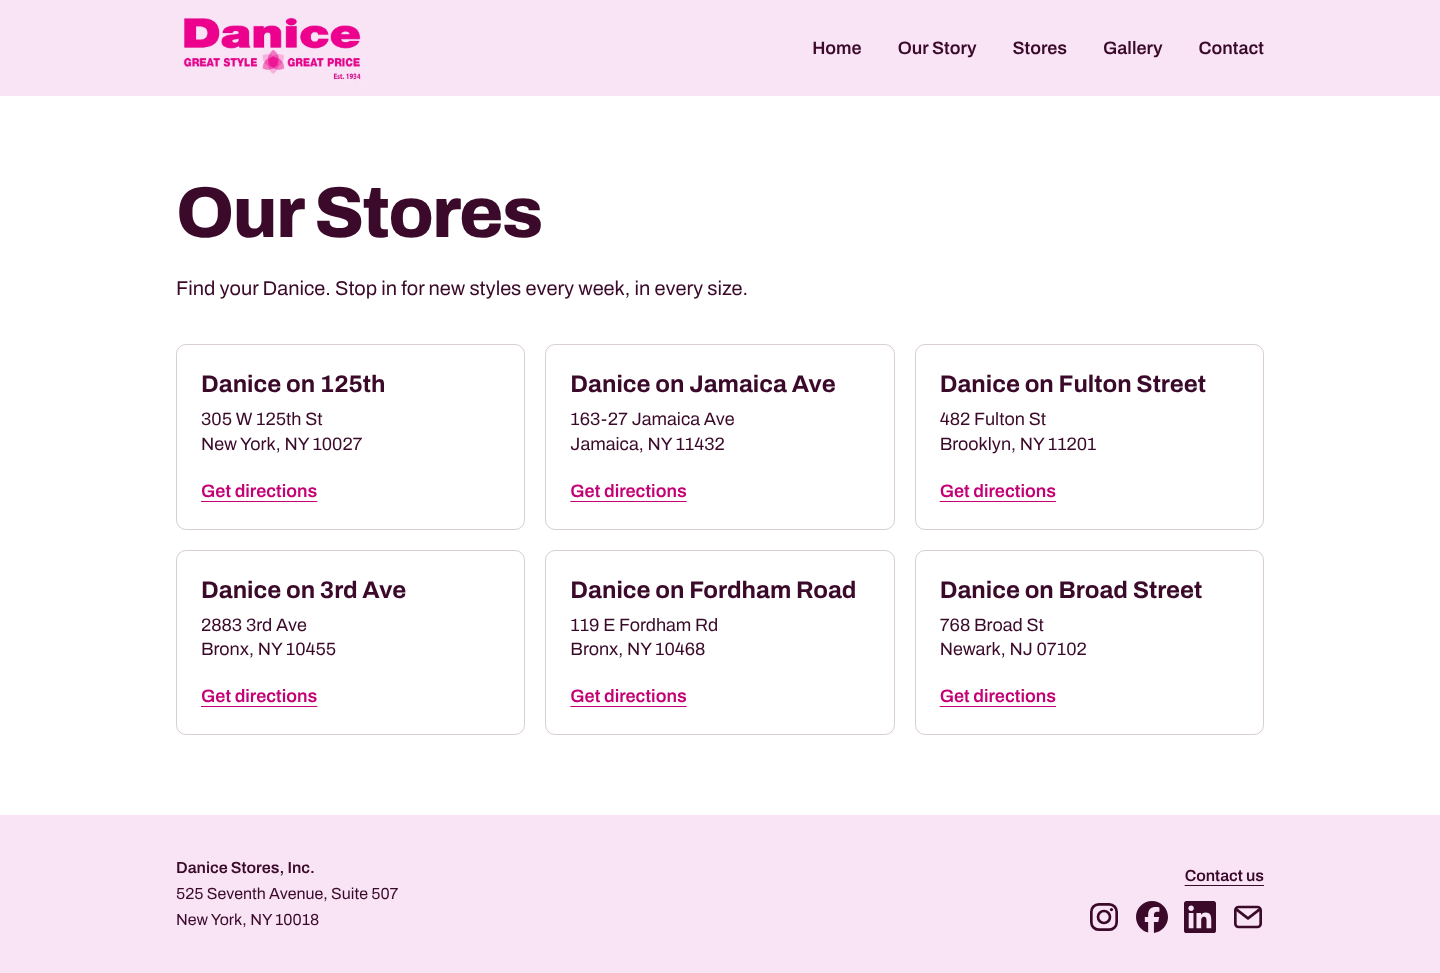 Danice
GREAT STYLE GREAT PRICE
Est. 1934
Home Our Story Stores Gallery Contact
Our Stores
Find your Danice. Stop in for new styles every week, in every size.
Danice on 125th
305 W 125th St
New York, NY 10027
Get directions
Danice on Jamaica Ave
163-27 Jamaica Ave
Jamaica, NY 11432
Get directions
Danice on Fulton Street
482 Fulton St
Brooklyn, NY 11201
Get directions
Danice on 3rd Ave
2883 3rd Ave
Bronx, NY 10455
Get directions
Danice on Fordham Road
119 E Fordham Rd
Bronx, NY 10468
Get directions
Danice on Broad Street
768 Broad St
Newark, NJ 07102
Get directions
Danice Stores, Inc.
525 Seventh Avenue, Suite 507
New York, NY 10018
Contact us